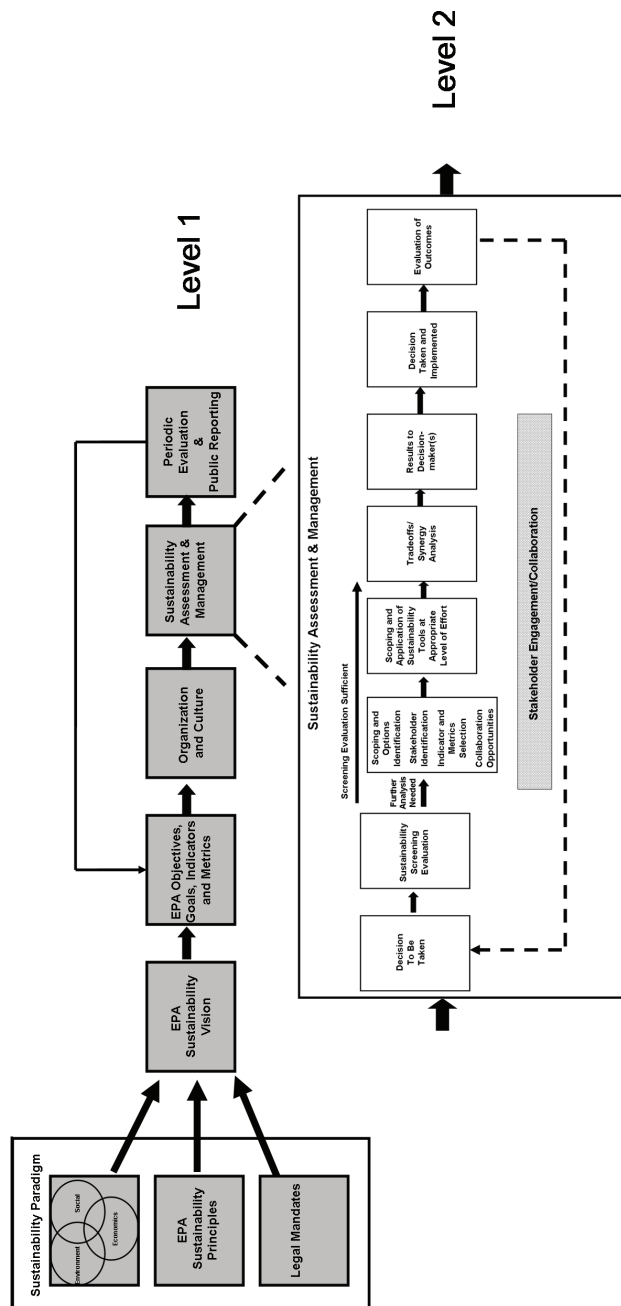 Sustainability Paradigm
Environment
Social
Economics
EPA
Sustainability
Principles
Legal Mandates
EPA
Sustainability
Vision
EPA Objectives,
Goals, Indicators
and Metrics
Organization
and Culture
Sustainability
Assessment &
Management
Periodic
Evaluation
&
Public Reporting
Level 1
Sustainability Assessment & Management
Decision
To Be
Taken
Sustainability
Screening
Evaluation
Further
Analysis
Needed
Screening Evaluation Sufficient
Scoping and
Options
Identification
Stakeholder
Identification
Indicator and
Metrics
Selection
Collaboration
Opportunities
Scoping and
Application of
Sustainability
Tools at
Appropriate
Level of Effort
Tradeoffs/
Synergy
Analysis
Results to
Decision-
maker(s)
Decision
Taken and
Implemented
Evaluation of
Outcomes
Stakeholder Engagement/Collaboration
Level 2